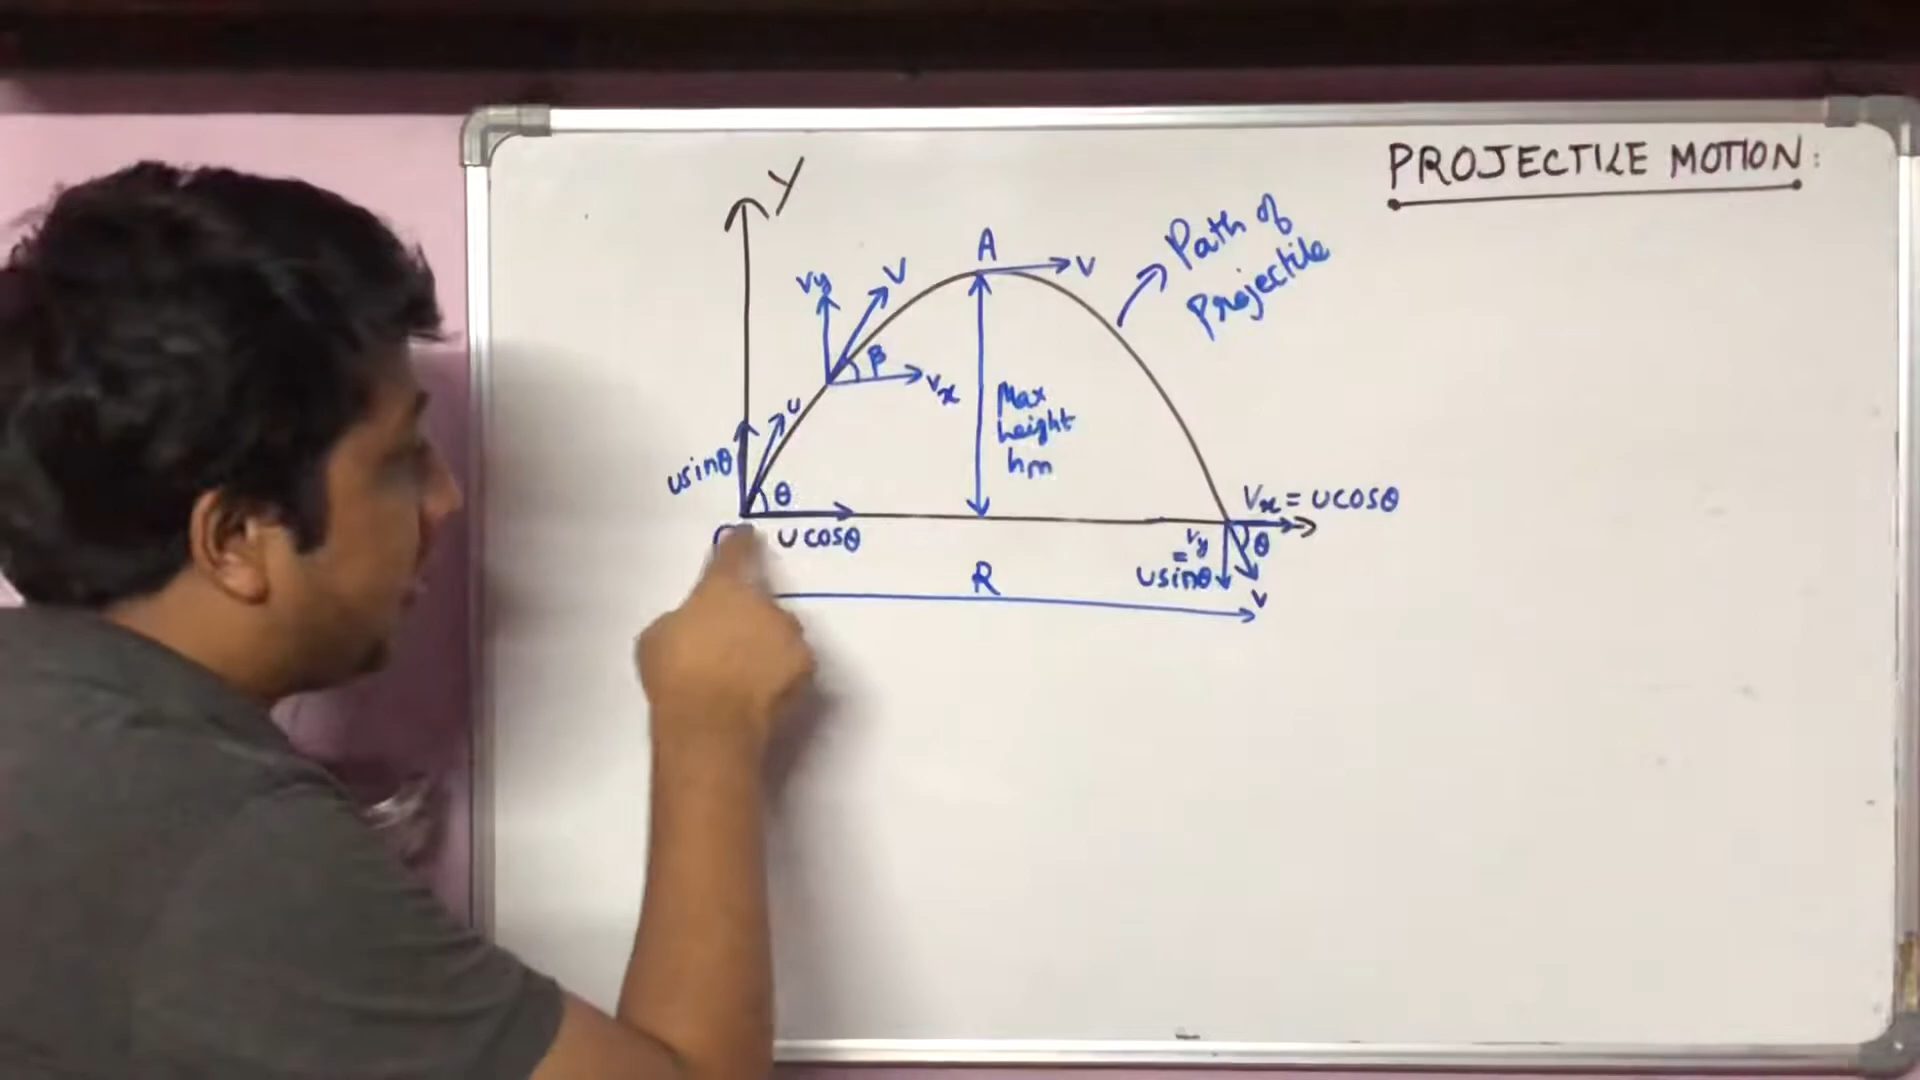 PROJECTILE MOTION:
Y
A
V
Path of
Projectile
Vy
V
β
Vx
u
usinθ
θ
ucosθ
Max
height
hm
Vx = ucosθ
Vy
=
usinθ
θ
V
R